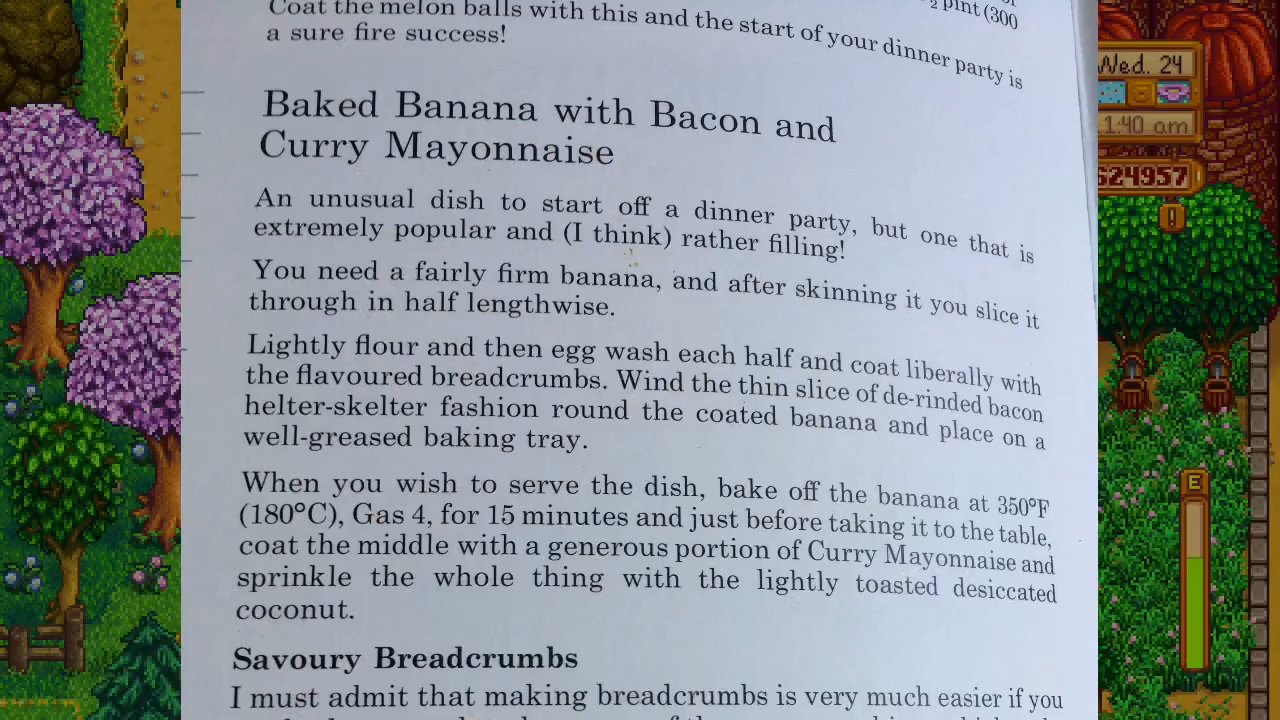 pint (300
Coat the melon balls with this and the start of your dinner party is
a sure fire success!
Baked Banana with Bacon and
Curry Mayonnaise
An unusual dish to start off a dinner party, but one that is
extremely popular and (I think) rather filling!
You need a fairly firm banana, and after skinning it you slice it
through in half lengthwise.
Lightly flour and then egg wash each half and coat liberally with
the flavoured breadcrumbs. Wind the thin slice of de-rinded bacon
helter-skelter fashion round the coated banana and place on a
well-greased baking tray.
When you wish to serve the dish, bake off the banana at 350°F
(180°C), Gas 4, for 15 minutes and just before taking it to the table,
coat the middle with a generous portion of Curry Mayonnaise and
sprinkle the whole thing with the lightly toasted desiccated
coconut.
Savoury Breadcrumbs
I must admit that making breadcrumbs is very much easier if you
Wed. 24
1:40 am
624957
E